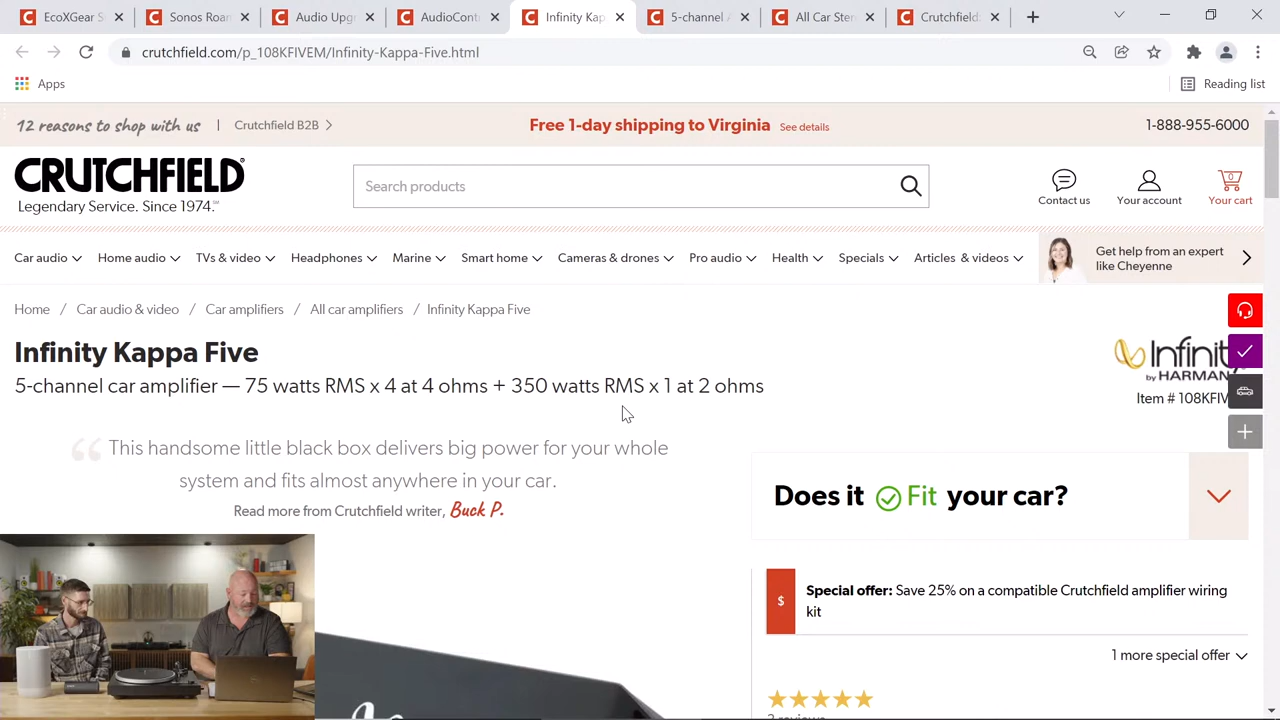 EcoXGear S
Sonos Roar
Audio Upg
AudioCont
Infinity Kap
5-channel A
All Car Ste
Crutchfield
crutchfield.com/p_108KFIVEM/Infinity-Kappa-Five.html
Apps
Reading list
12 reasons to shop with us | Crutchfield B2B
Free 1-day shipping to Virginia See details
1-888-955-6000
CRUTCHFIELD
Legendary Service. Since 1974.
Search products
Contact us
Your account
0
Your cart
Car audio
Home audio
TVs & video
Headphones
Marine
Smart home
Cameras & drones
Pro audio
Health
Specials
Articles & videos
Get help from an expert
like Cheyenne
Home / Car audio & video / Car amplifiers / All car amplifiers / Infinity Kappa Five
Infinity Kappa Five
5-channel car amplifier — 75 watts RMS x 4 at 4 ohms + 350 watts RMS x 1 at 2 ohms
Infinit
by HARMAN
Item # 108KFIV
“ This handsome little black box delivers big power for your whole
system and fits almost anywhere in your car.
Read more from Crutchfield writer, Buck P.
Does it Fit your car?
$
Special offer: Save 25% on a compatible Crutchfield amplifier wiring
kit
1 more special offer